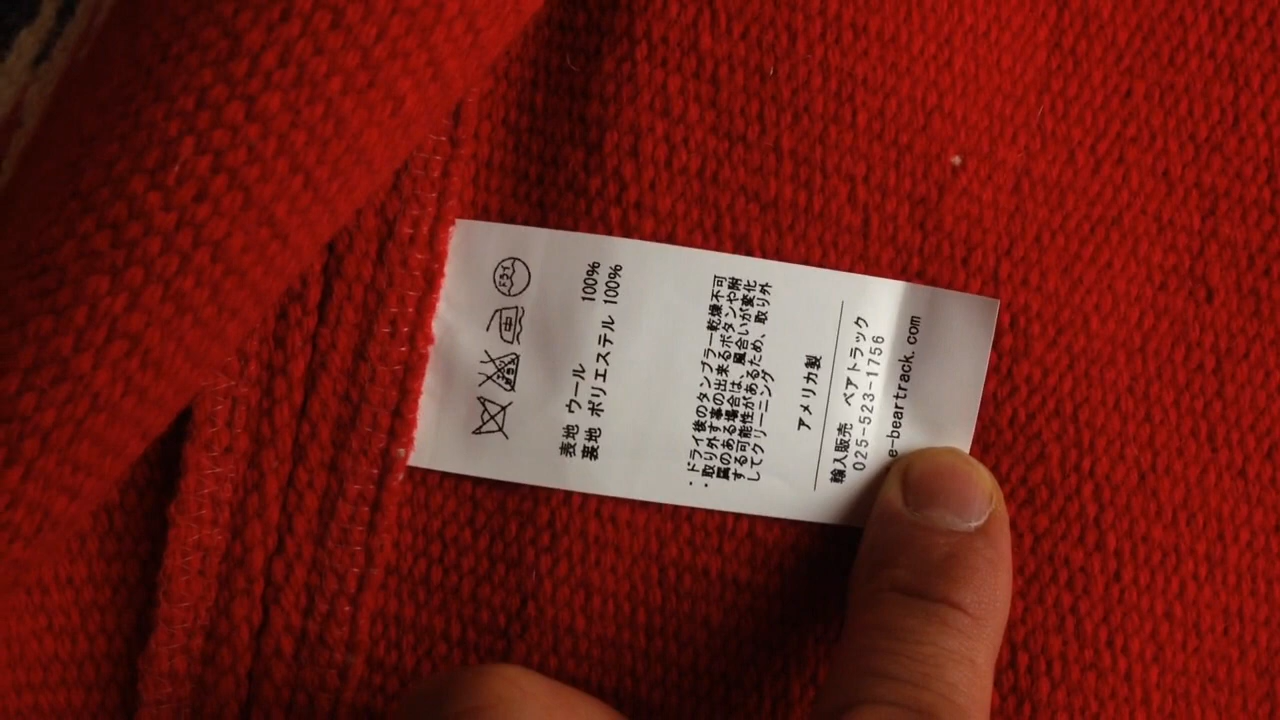 ドライ
中
表地 ウール 100%
裏地 ポリエステル 100%
・ドライ後のタンブラー乾燥不可
・取り外す事の出来るボタンや附
属のある場合は、風合いが変化
する可能性があるため、取り外
してクリーニング
アメリカ製
輸入販売 ベアトラック
025-523-1756
e-beartrack.com